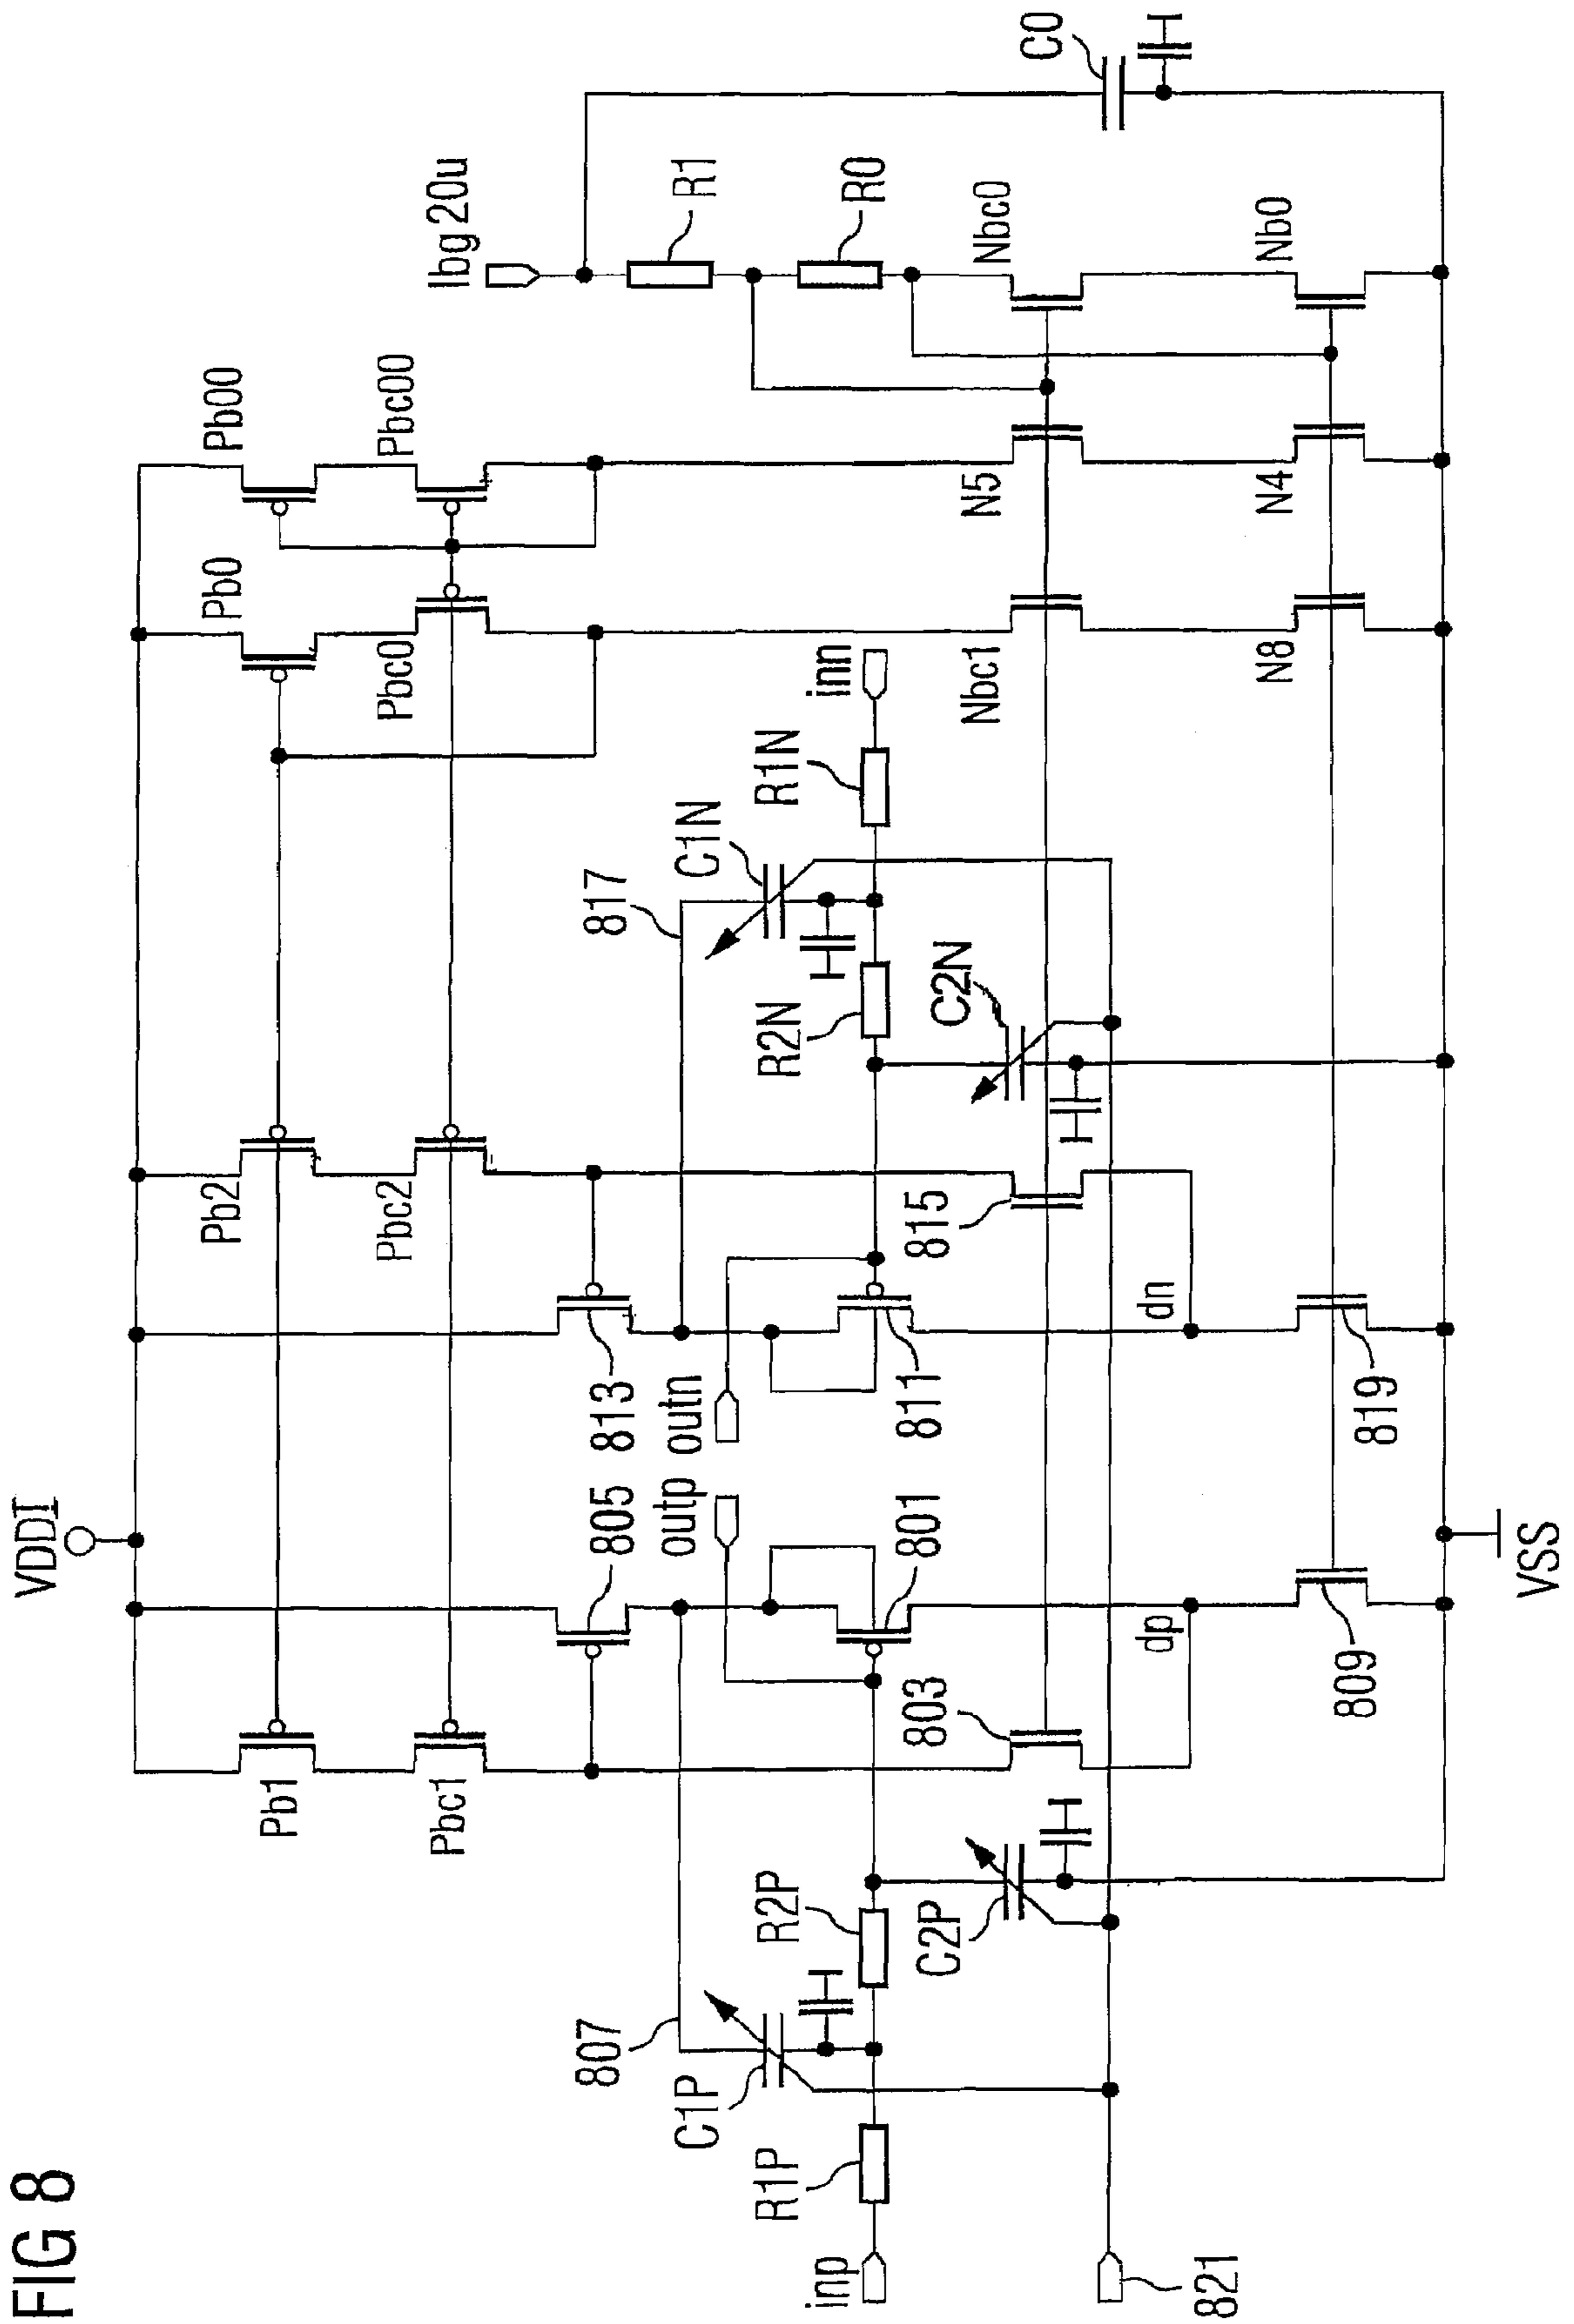 FIG 8
VDDI
Pb1
Pbc1
805
outp
801
803
dp
809
VSS
807
C1P
R1P
R2P
C2P
inp
821
Pb2
Pbc2
813
outn
811
815
dn
819
817
C1N
R1N
R2N
C2N
inn
Pb0
Pbc0
Pb00
Pbc00
Nbc1
N8
N5
N4
Ibg20u
R1
R0
Nbc0
Nb0
C0